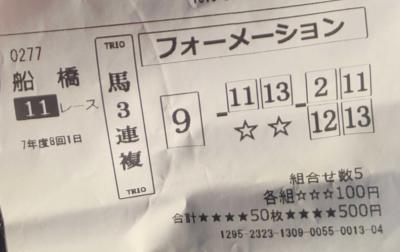 0277
船橋
11レース
7年度8回1日
TRIO
馬3連複
TRIO
フォーメーション
9-11 13-2 11
☆ ☆ 12 13
組合せ数5
各組☆☆☆100円
合計★★★★50枚★★★★500円
1295-2323-1309-0055-0013-04